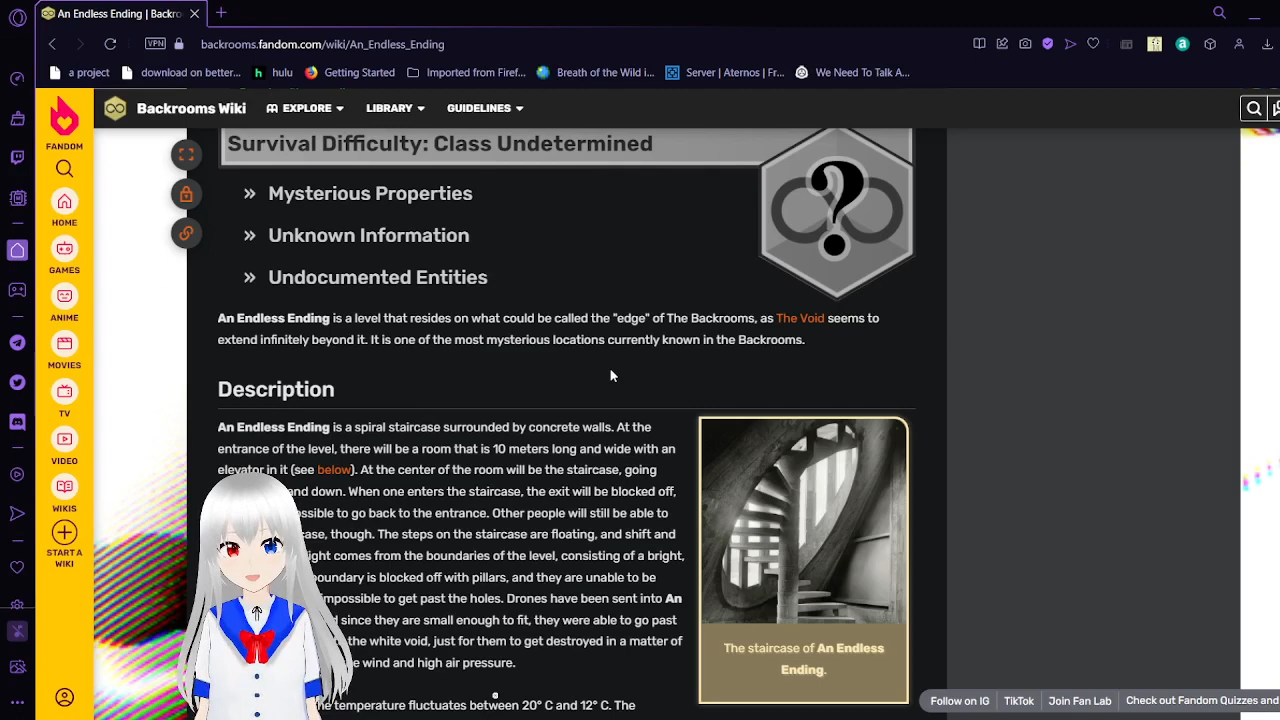 An Endless Ending | Backro
VPN
backrooms.fandom.com/wiki/An_Endless_Ending
a project
download on better...
hulu
Getting Started
Imported from Firef...
Breath of the Wild i...
Server | Aternos | Fr...
We Need To Talk A...
FANDOM
HOME
GAMES
ANIME
MOVIES
TV
VIDEO
WIKIS
START A
WIKI
Backrooms Wiki
EXPLORE
LIBRARY
GUIDELINES
Survival Difficulty: Class Undetermined
?
» Mysterious Properties
» Unknown Information
» Undocumented Entities
An Endless Ending is a level that resides on what could be called the "edge" of The Backrooms, as The Void seems to
extend infinitely beyond it. It is one of the most mysterious locations currently known in the Backrooms.
Description
An Endless Ending is a spiral staircase surrounded by concrete walls. At the
entrance of the level, there will be a room that is 10 meters long and wide with an
elevator in it (see below). At the center of the room will be the staircase, going
and down. When one enters the staircase, the exit will be blocked off,
possible to go back to the entrance. Other people will still be able to
case, though. The steps on the staircase are floating, and shift and
ight comes from the boundaries of the level, consisting of a bright,
boundary is blocked off with pillars, and they are unable to be
impossible to get past the holes. Drones have been sent into An
d since they are small enough to fit, they were able to go past
the white void, just for them to get destroyed in a matter of
e wind and high air pressure.
he temperature fluctuates between 20° C and 12° C. The
The staircase of An Endless
Ending.
Follow on IG
TikTok
Join Fan Lab
Check out Fandom Quizzes and